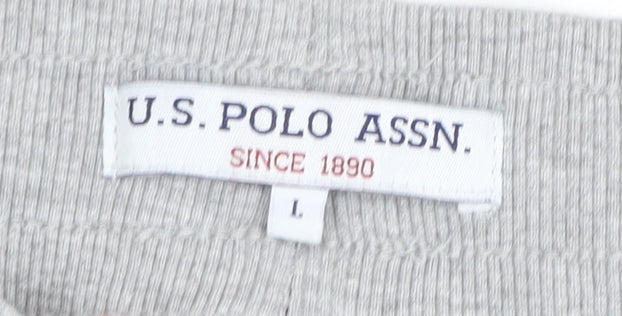 U.S. POLO ASSN.
SINCE 1890
L